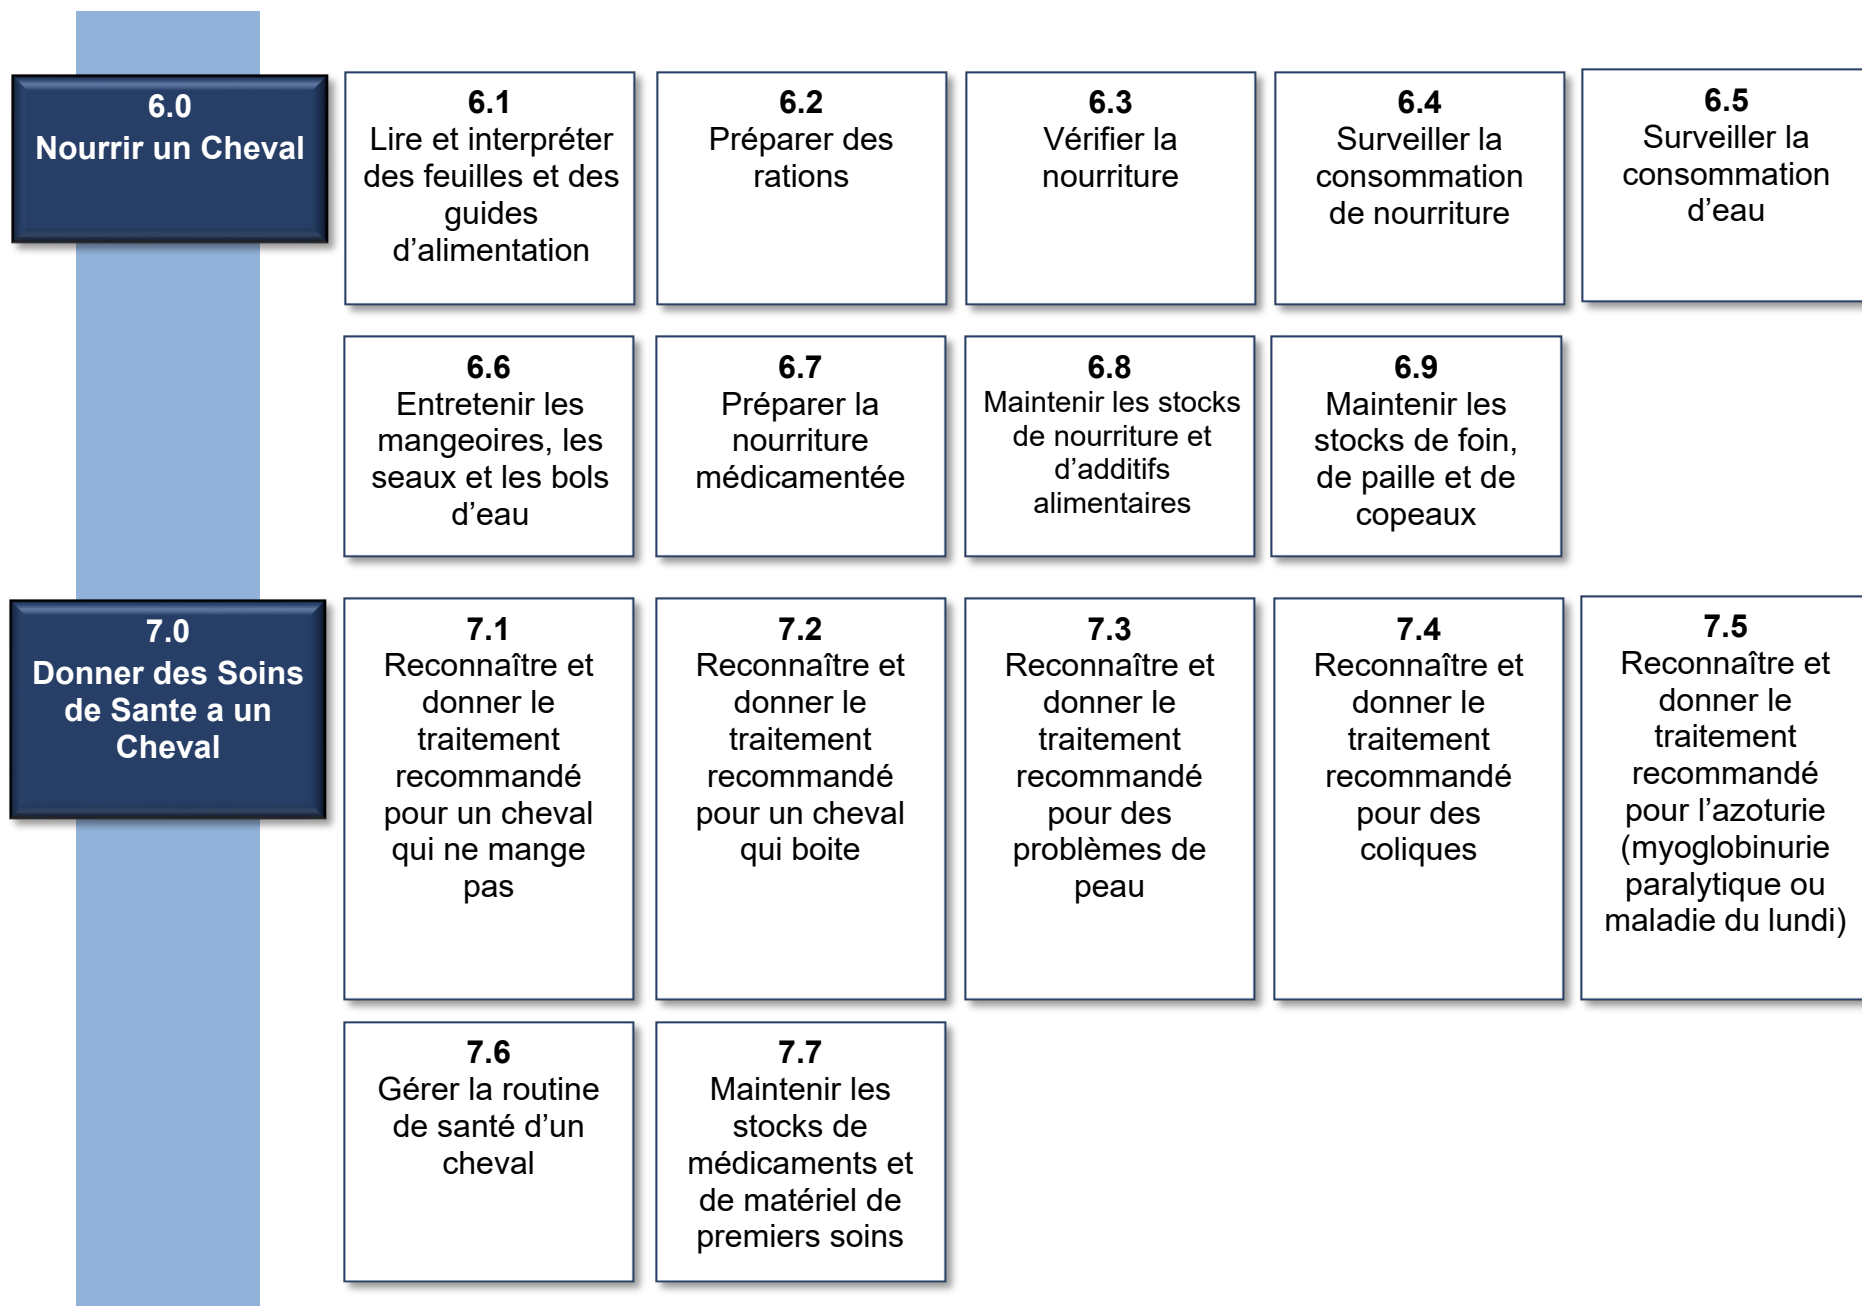 6.0
Nourrir un Cheval
6.1
Lire et interpréter
des feuilles et des
guides
d’alimentation
6.2
Préparer des
rations
6.3
Vérifier la
nourriture
6.4
Surveiller la
consommation
de nourriture
6.5
Surveiller la
consommation
d’eau
6.6
Entretenir les
mangeoires, les
seaux et les bols
d’eau
6.7
Préparer la
nourriture
médicamentée
6.8
Maintenir les stocks
de nourriture et
d’additifs
alimentaires
6.9
Maintenir les
stocks de foin,
de paille et de
copeaux
7.0
Donner des Soins
de Sante a un
Cheval
7.1
Reconnaître et
donner le
traitement
recommandé
pour un cheval
qui ne mange
pas
7.2
Reconnaître et
donner le
traitement
recommandé
pour un cheval
qui boite
7.3
Reconnaître et
donner le
traitement
recommandé
pour des
problèmes de
peau
7.4
Reconnaître et
donner le
traitement
recommandé
pour des
coliques
7.5
Reconnaître et
donner le
traitement
recommandé
pour l’azoturie
(myoglobinurie
paralytique ou
maladie du lundi)
7.6
Gérer la routine
de santé d’un
cheval
7.7
Maintenir les
stocks de
médicaments et
de matériel de
premiers soins